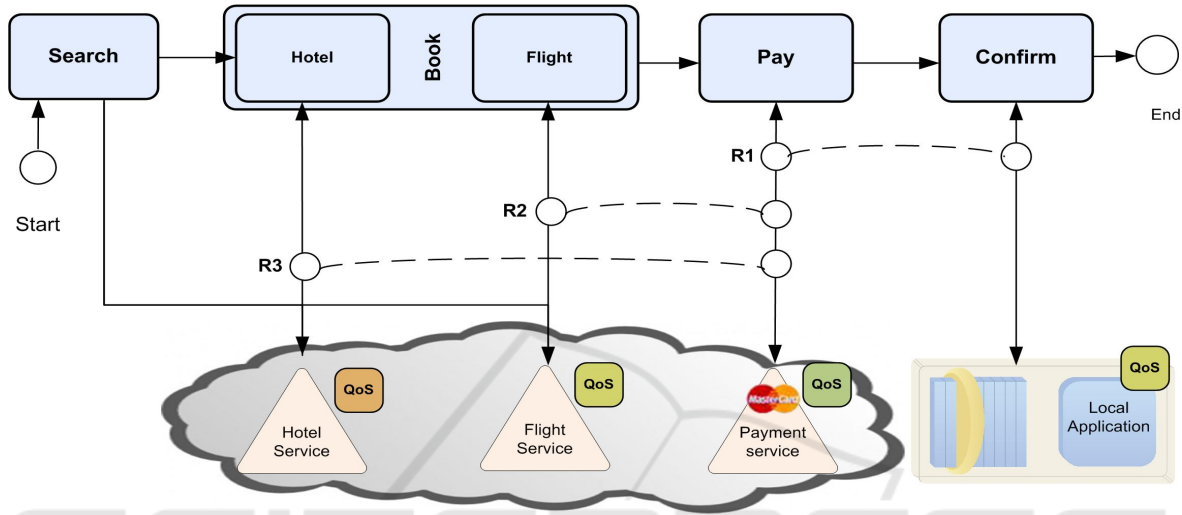 Search
Hotel
Book
Flight
Pay
Confirm
End
Start
R1
R2
R3
QoS
QoS
QoS
QoS
MasterCard
Hotel
Service
Flight
Service
Payment
service
Local
Application